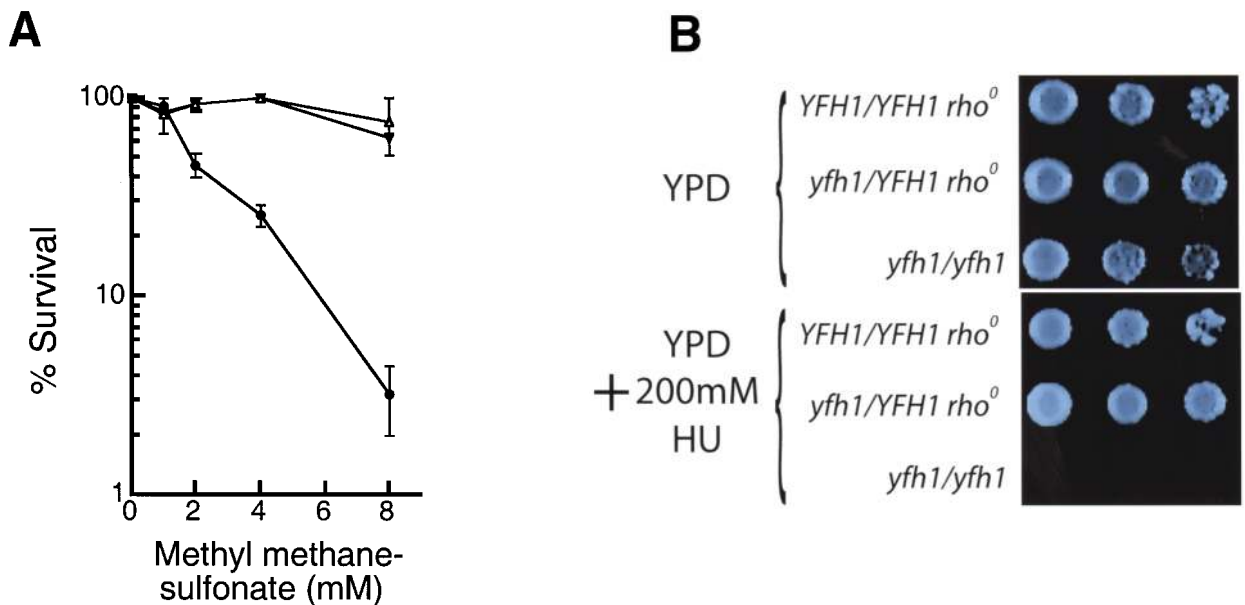 A
100
10
1
% Survival
0 2 4 6 8
Methyl methane-
sulfonate (mM)
B
YPD
YFH1/YFH1 rho⁰
yfh1/YFH1 rho⁰
yfh1/yfh1
YPD
+200mM
HU
YFH1/YFH1 rho⁰
yfh1/YFH1 rho⁰
yfh1/yfh1